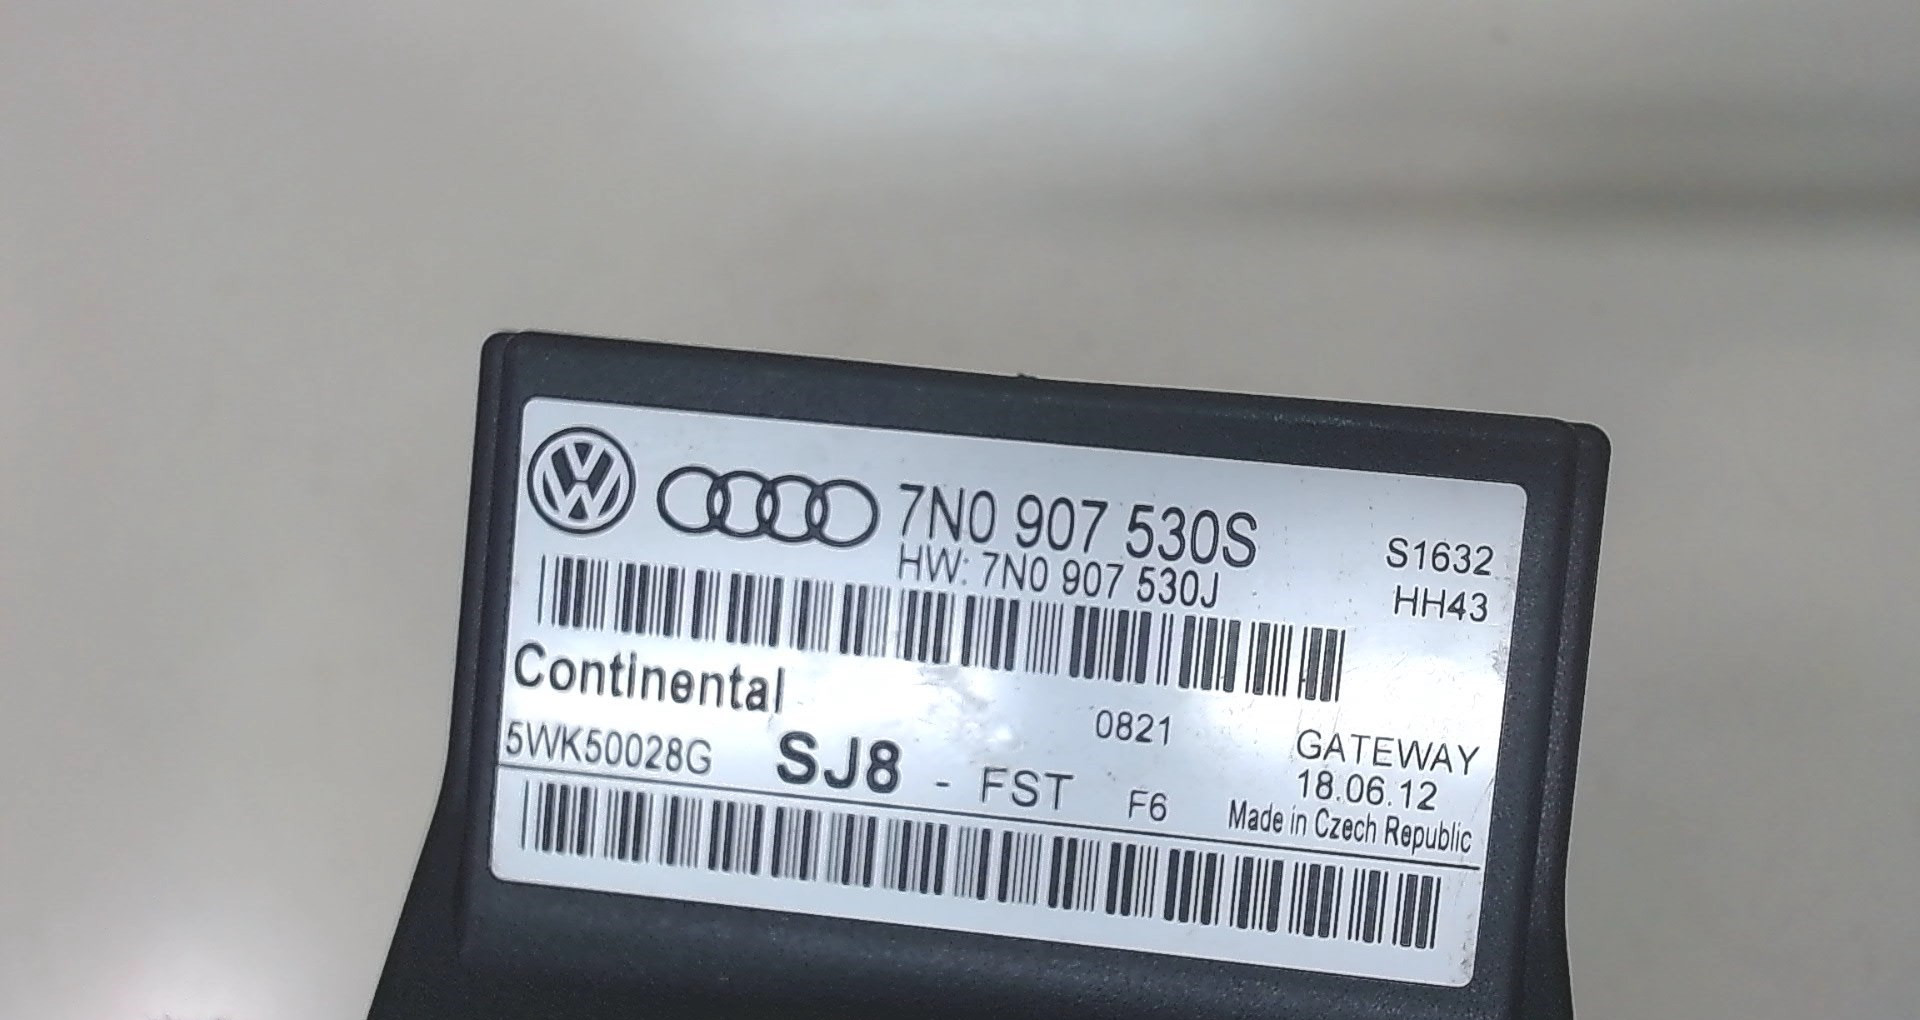 7N0 907 530S
HW: 7N0 907 530J
S1632
HH43
Continental
0821
GATEWAY
5WK50028G
SJ8 - FST F6
18.06.12
Made in Czech Republic